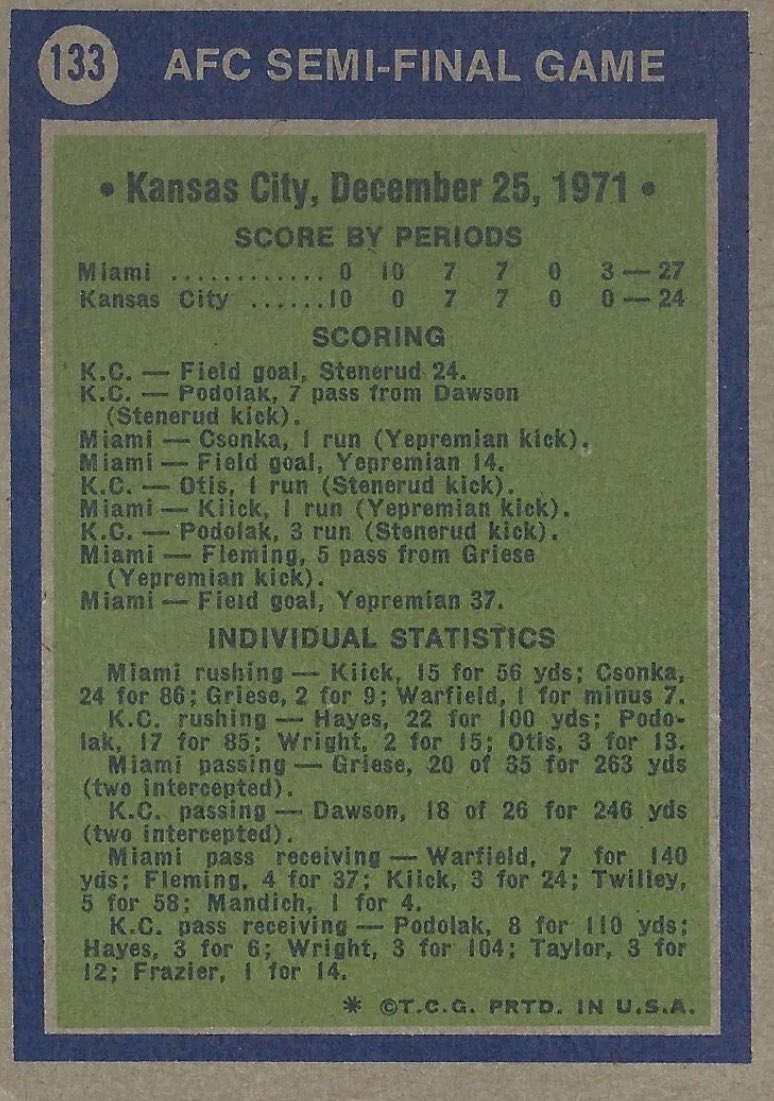 133 AFC SEMI-FINAL GAME
• Kansas City, December 25, 1971 •
SCORE BY PERIODS
Miami ............ 0 10 7 7 0 3 — 27
Kansas City ......10 0 7 7 0 0 — 24
SCORING
K.C. — Field goal, Stenerud 24.
K.C. — Podolak, 7 pass from Dawson
(Stenerud kick).
Miami — Csonka, 1 run (Yepremian kick).
Miami — Field goal, Yepremian 14.
K.C. — Otis, 1 run (Stenerud kick).
Miami — Kiick, 1 run (Yepremian kick).
K.C. — Podolak, 3 run (Stenerud kick).
Miami — Fleming, 5 pass from Griese
(Yepremian kick).
Miami — Field goal, Yepremian 37.
INDIVIDUAL STATISTICS
Miami rushing — Kiick, 15 for 56 yds; Csonka,
24 for 86; Griese, 2 for 9; Warfield, 1 for minus 7.
K.C. rushing — Hayes, 22 for 100 yds; Podo-
lak, 17 for 85; Wright, 2 for 15; Otis, 3 for 13.
Miami passing — Griese, 20 of 35 for 263 yds
(two intercepted).
K.C. passing — Dawson, 18 of 26 for 246 yds
(two intercepted).
Miami pass receiving — Warfield, 7 for 140
yds; Fleming, 4 for 37; Kiick, 3 for 24; Twilley,
5 for 58; Mandich, 1 for 4.
K.C. pass receiving — Podolak, 8 for 110 yds;
Hayes, 3 for 6; Wright, 3 for 104; Taylor, 3 for
12; Frazier, 1 for 14.
* ©T.C.G. PRTD. IN U.S.A.